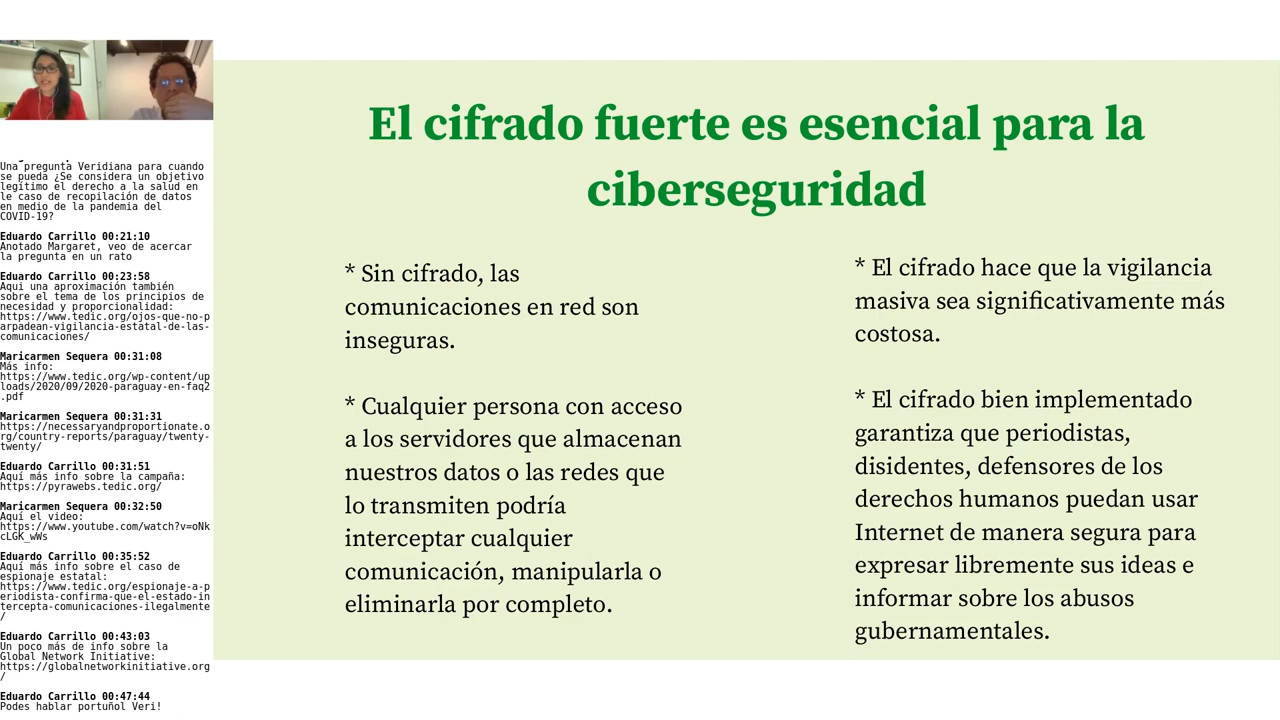 Una pregunta Veridiana para cuando
se pueda ¿Se considera un objetivo
legítimo el derecho a la salud en
le caso de recopilación de datos
en medio de la pandemia del
COVID-19?
Eduardo Carrillo 00:21:10
Anotado Margaret, veo de acercar
la pregunta en un rato
Eduardo Carrillo 00:23:58
Aqui una aproximación también
sobre el tema de los principios de
necesidad y proporcionalidad:
https://www.tedic.org/ojos-que-no-p
arpadean-vigilancia-estatal-de-las-
comunicaciones/
Maricarmen Sequera 00:31:08
Más info:
https://www.tedic.org/wp-content/up
loads/2020/09/2020-paraguay-en-faq2
.pdf
Maricarmen Sequera 00:31:31
https://necessaryandproportionate.o
rg/country-reports/paraguay/twenty-
twenty/
Eduardo Carrillo 00:31:51
Aquí más info sobre la campaña:
https://pyrawebs.tedic.org/
Maricarmen Sequera 00:32:50
Aquí el video:
https://www.youtube.com/watch?v=oNk
cLGK_wWs
Eduardo Carrillo 00:35:52
Aquí más info sobre el caso de
espionaje estatal:
https://www.tedic.org/espionaje-a-p
eriodista-confirma-que-el-estado-in
tercepta-comunicaciones-ilegalmente
/
Eduardo Carrillo 00:43:03
Un poco más de info sobre la
Global Network Initiative:
https://globalnetworkinitiative.org
/
Eduardo Carrillo 00:47:44
Podes hablar portuñol Veri!
El cifrado fuerte es esencial para la
ciberseguridad
* Sin cifrado, las
comunicaciones en red son
inseguras.
* Cualquier persona con acceso
a los servidores que almacenan
nuestros datos o las redes que
lo transmiten podría
interceptar cualquier
comunicación, manipularla o
eliminarla por completo.
* El cifrado hace que la vigilancia
masiva sea significativamente más
costosa.
* El cifrado bien implementado
garantiza que periodistas,
disidentes, defensores de los
derechos humanos puedan usar
Internet de manera segura para
expresar libremente sus ideas e
informar sobre los abusos
gubernamentales.